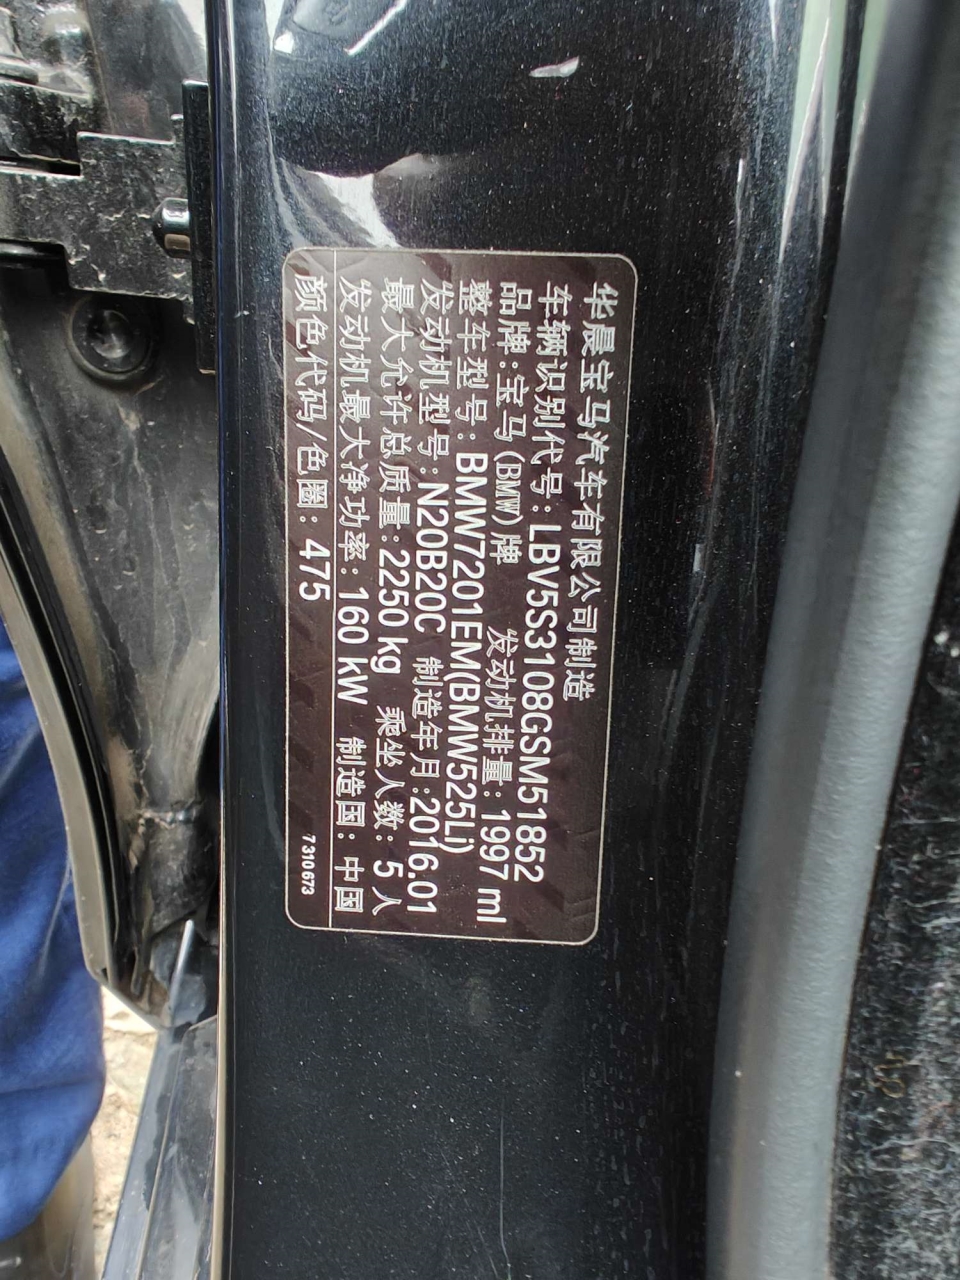 华晨宝马汽车有限公司制造
车辆识别代号:LBV5S3108GSM51852
品牌:宝马(BMW)牌 发动机排量:1997 ml
整车型号:BMW7201EM(BMW525Li)
发动机型号:N20B20C 制造年月:2016.01
最大允许总质量:2250 kg 乘坐人数:5 人
发动机最大净功率:160 kW 制造国:中国
颜色代码/色圈:475 7310673